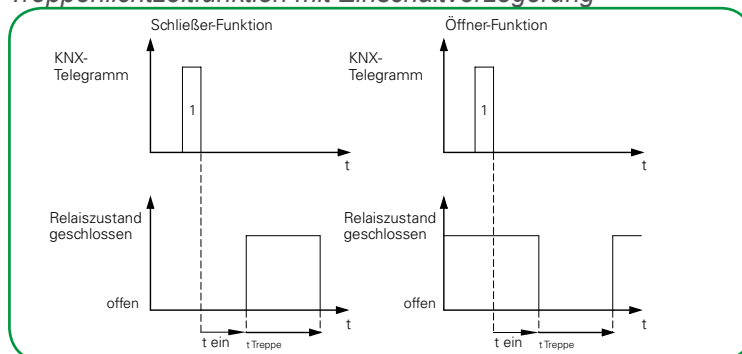 Treppenlichtzeitfunktion mit Einschaltverzögerung
Schließer-Funktion
KNX-
Telegramm
1
t
Relaiszustand
geschlossen
offen
t
t ein
t Treppe
Öffner-Funktion
KNX-
Telegramm
1
t
Relaiszustand
geschlossen
offen
t
t ein
t Treppe